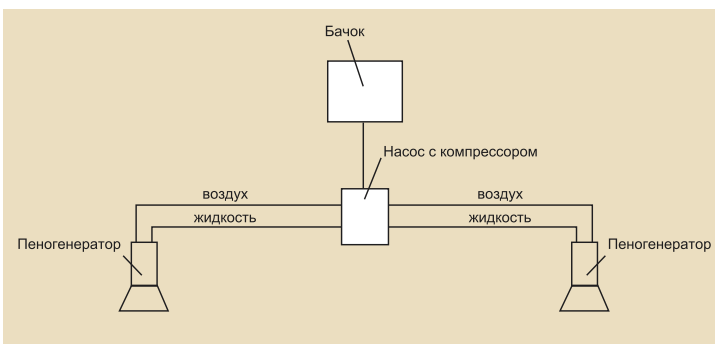 Бачок
Насос с компрессором
воздух
воздух
жидкость
жидкость
Пеногенератор
Пеногенератор